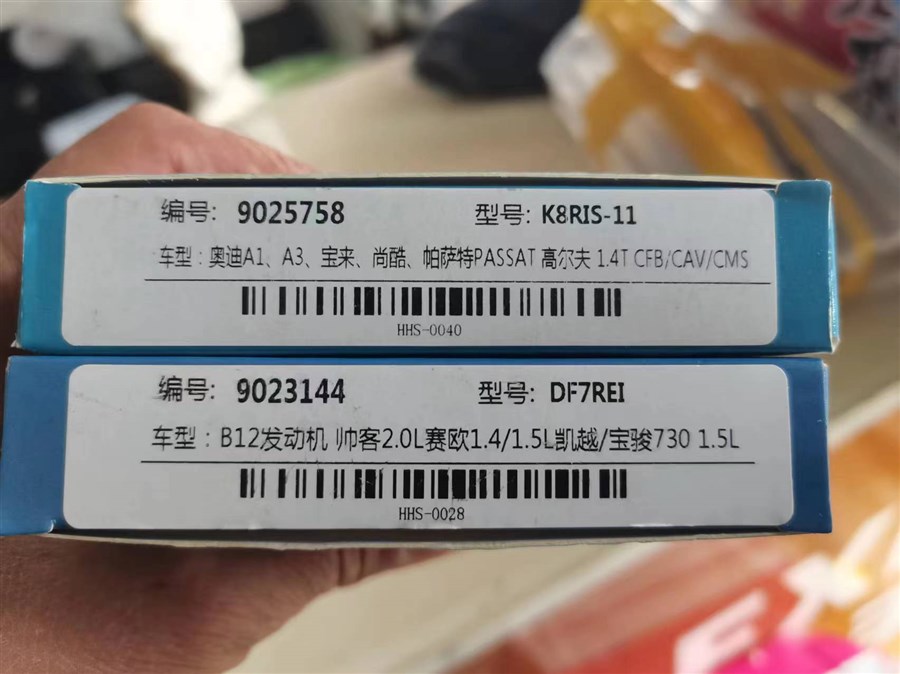 编号: 9025758 型号: K8RIS-11
车型：奥迪A1、A3、宝来、尚酷、帕萨特PASSAT 高尔夫 1.4T CFB/CAV/CMS
HHS-0040
编号: 9023144 型号: DF7REI
车型：B12发动机 帅客2.0L赛欧1.4/1.5L凯越/宝骏730 1.5L
HHS-0028